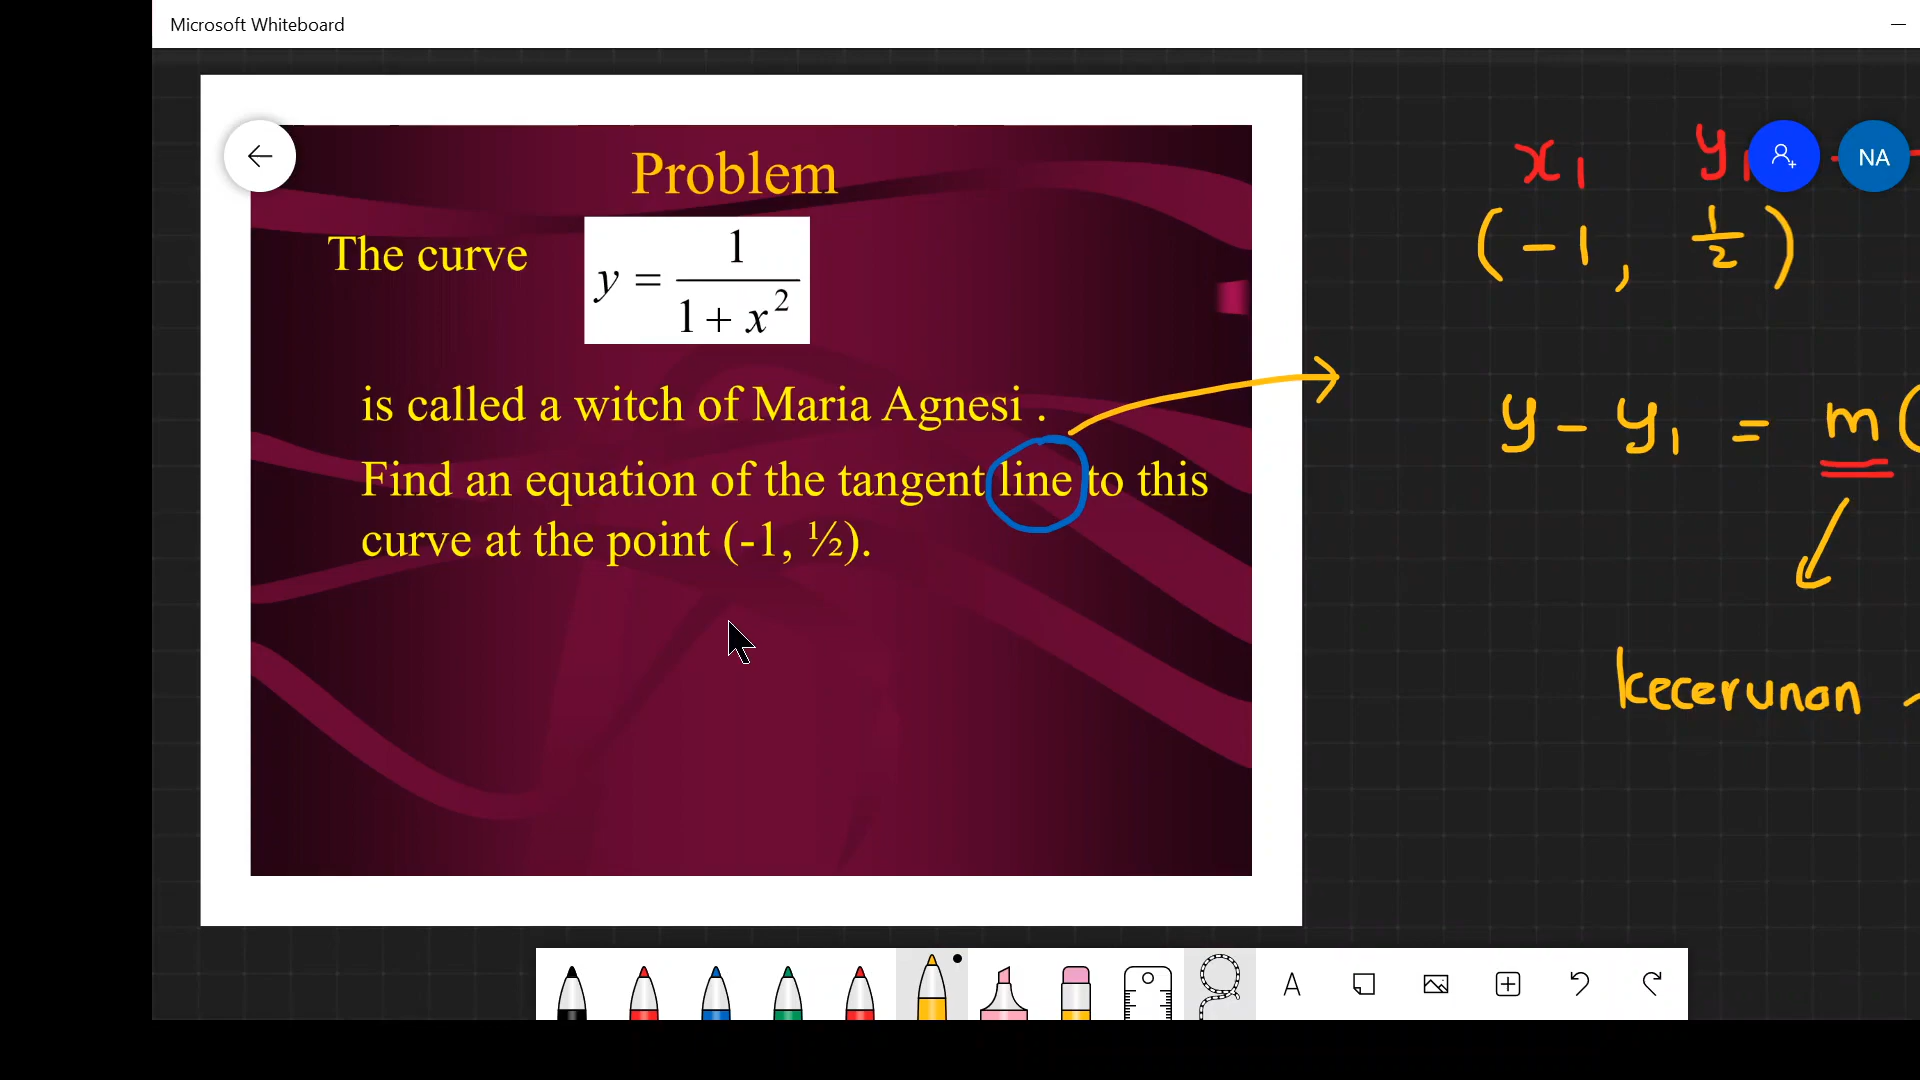 Microsoft Whiteboard
Problem
The curve
y = 1 / (1 + x²)
is called a witch of Maria Agnesi .
Find an equation of the tangent line to this
curve at the point (-1, ½).
x₁ y₁
NA
(-1, 1/2)
y - y₁ = m(
kecerunan